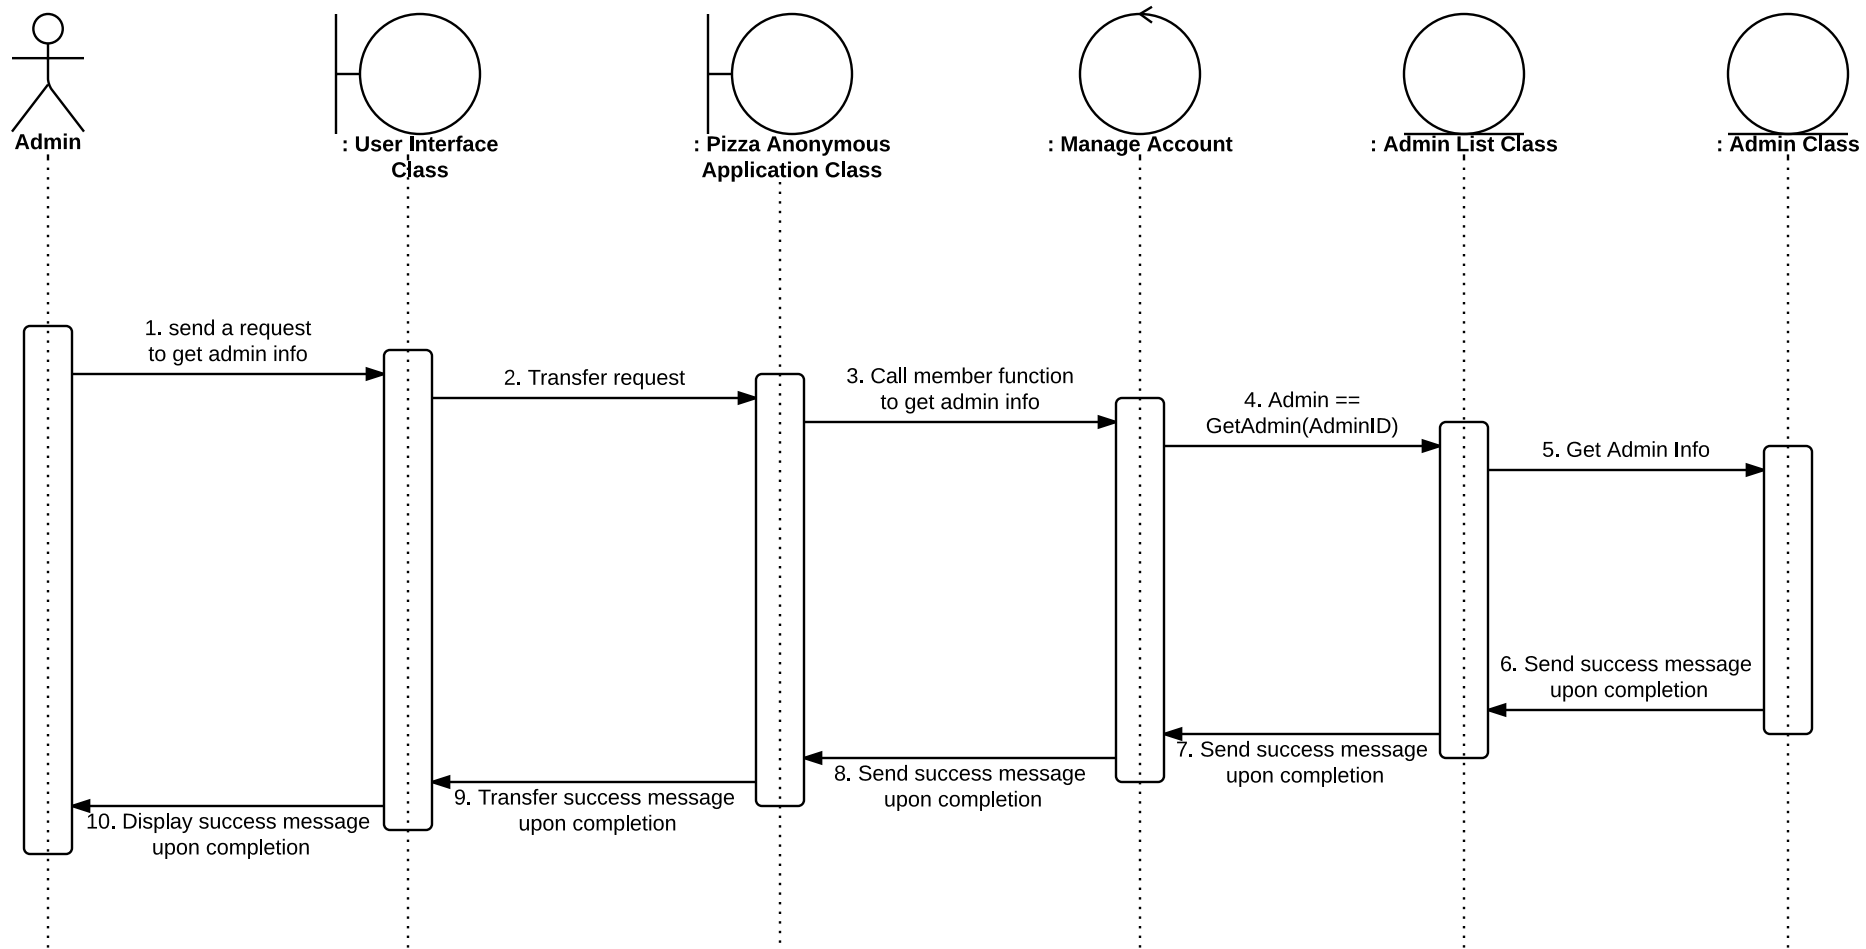 Admin
: User Interface
Class
: Pizza Anonymous
Application Class
: Manage Account
: Admin List Class
: Admin Class
1. send a request
to get admin info
2. Transfer request
3. Call member function
to get admin info
4. Admin ==
GetAdmin(AdminID)
5. Get Admin Info
6. Send success message
upon completion
7. Send success message
upon completion
8. Send success message
upon completion
9. Transfer success message
upon completion
10. Display success message
upon completion